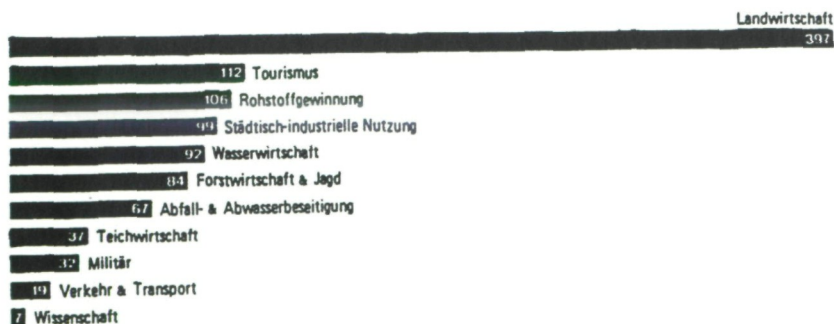 Landwirtschaft
397
112 Tourismus
106 Rohstoffgewinnung
99 Städtisch-industrielle Nutzung
92 Wasserwirtschaft
84 Forstwirtschaft & Jagd
67 Abfall- & Abwasserbeseitigung
37 Teichwirtschaft
32 Militär
19 Verkehr & Transport
7 Wissenschaft